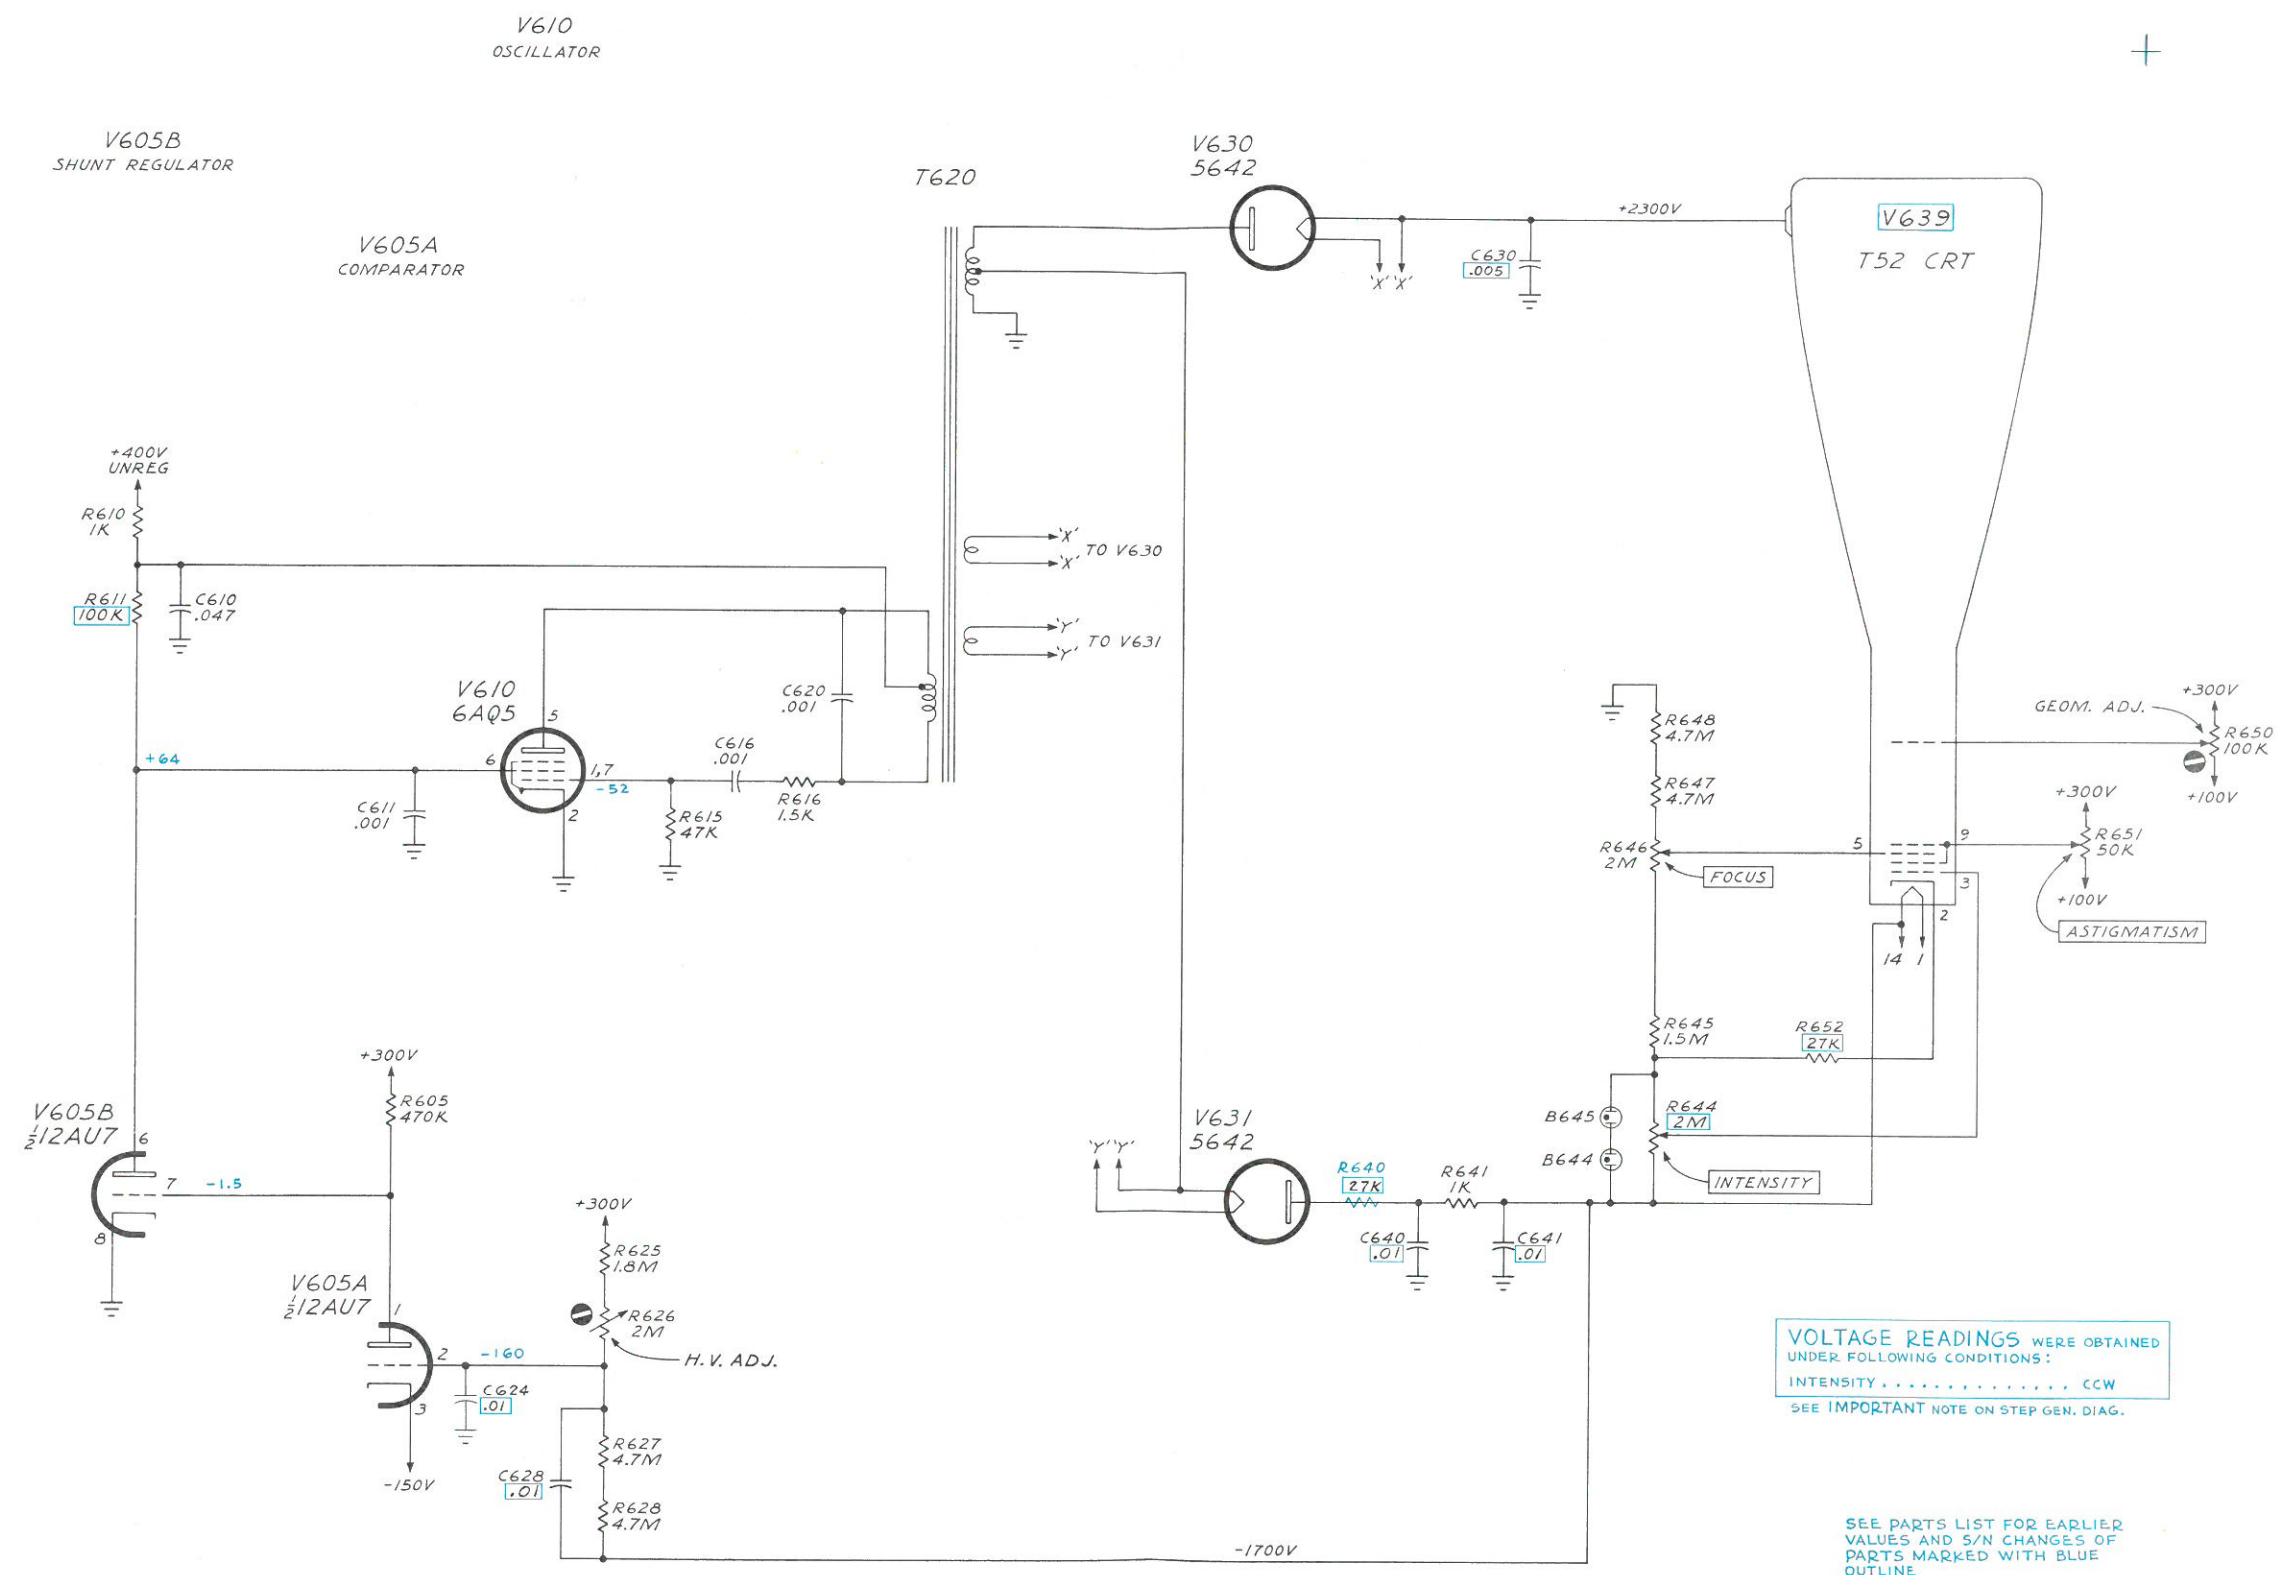 V610
OSCILLATOR
V605B
SHUNT REGULATOR
V605A
COMPARATOR
T620
V630
5642
+2300V
V639
T52 CRT
C630
.005
'X' 'X'
+400V
UNREG
R610
1K
R611
100K
C610
.047
'X'
'X'
TO V630
'Y'
'Y'
TO V631
V610
6AQ5
5
6
1,7
-52
2
+64
C611
.001
C620
.001
C616
.001
R616
1.5K
R615
47K
R648
4.7M
R647
4.7M
R646
2M
FOCUS
5
9
3
2
14 1
GEOM. ADJ.
+300V
R650
100K
+100V
+300V
R651
50K
+100V
ASTIGMATISM
R645
1.5M
R652
27K
B645
B644
R644
2M
INTENSITY
+300V
R605
470K
V605B
½12AU7
6
7
-1.5
8
V605A
½12AU7
1
2
-160
3
-150V
C624
.01
+300V
R625
1.8M
R626
2M
H.V. ADJ.
R627
4.7M
C628
.01
R628
4.7M
-1700V
'Y' 'Y'
V631
5642
R640
27K
R641
1K
C640
.01
C641
.01
VOLTAGE READINGS WERE OBTAINED
UNDER FOLLOWING CONDITIONS:
INTENSITY . . . . . . . . . . . . . . CCW
SEE IMPORTANT NOTE ON STEP GEN. DIAG.
SEE PARTS LIST FOR EARLIER
VALUES AND S/N CHANGES OF
PARTS MARKED WITH BLUE
OUTLINE